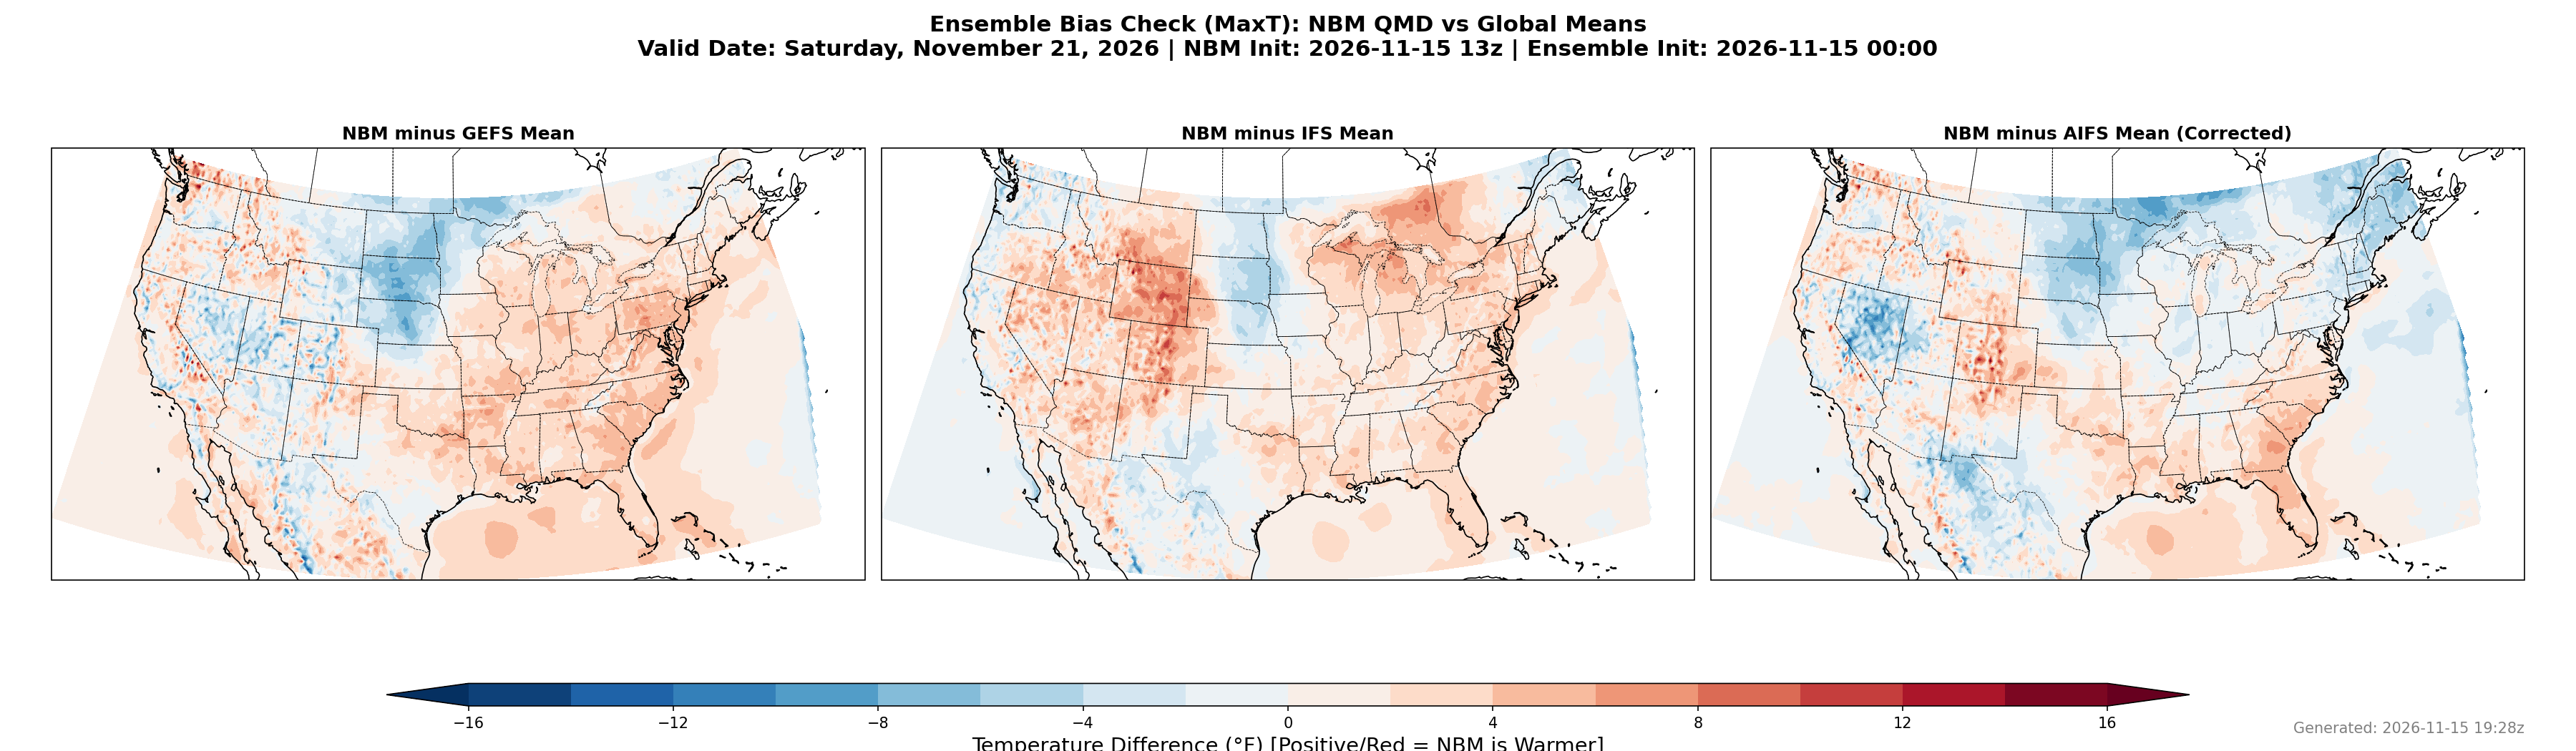 Ensemble Bias Check (MaxT): NBM QMD vs Global Means
Valid Date: Saturday, November 21, 2026 | NBM Init: 2026-11-15 13z | Ensemble Init: 2026-11-15 00:00
NBM minus GEFS Mean
NBM minus IFS Mean
NBM minus AIFS Mean (Corrected)
−16 −12 −8 −4 0 4 8 12 16
Temperature Difference (°F) [Positive/Red = NBM is Warmer]
Generated: 2026-11-15 19:28z